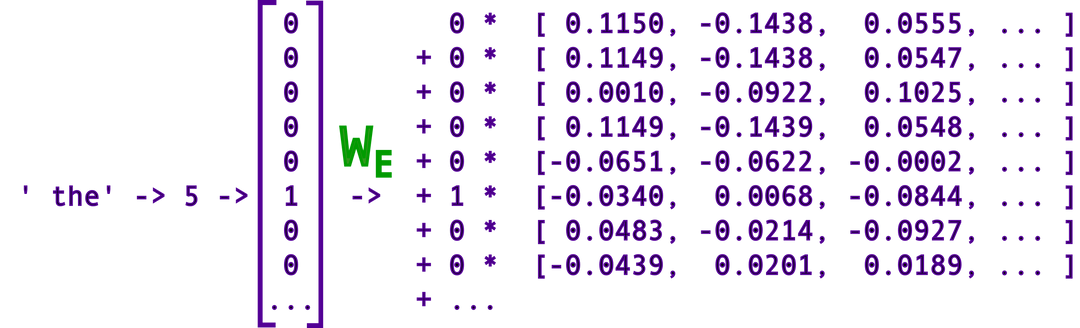 0 0 * [ 0.1150, -0.1438, 0.0555, ... ]
0 + 0 * [ 0.1149, -0.1438, 0.0547, ... ]
0 + 0 * [ 0.0010, -0.0922, 0.1025, ... ]
0 + 0 * [ 0.1149, -0.1439, 0.0548, ... ]
0 WE + 0 * [-0.0651, -0.0622, -0.0002, ... ]
' the' -> 5 -> 1 -> + 1 * [-0.0340, 0.0068, -0.0844, ... ]
0 + 0 * [ 0.0483, -0.0214, -0.0927, ... ]
0 + 0 * [-0.0439, 0.0201, 0.0189, ... ]
... + ...